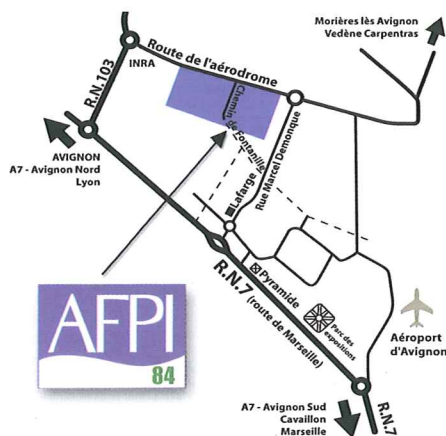 Morières lès Avignon
Vedène Carpentras
Route de l'aérodrome
INRA
R.N.103
Chemin de Fontanille
Rue Marcel Demonque
AVIGNON
A7 - Avignon Nord
Lyon
Lafarge
Pyramide
R.N.7
(route de Marseille)
Parc des
expositions
Aéroport
d'Avignon
AFPI
84
A7 - Avignon Sud
Cavaillon
Marseille
R.N.7